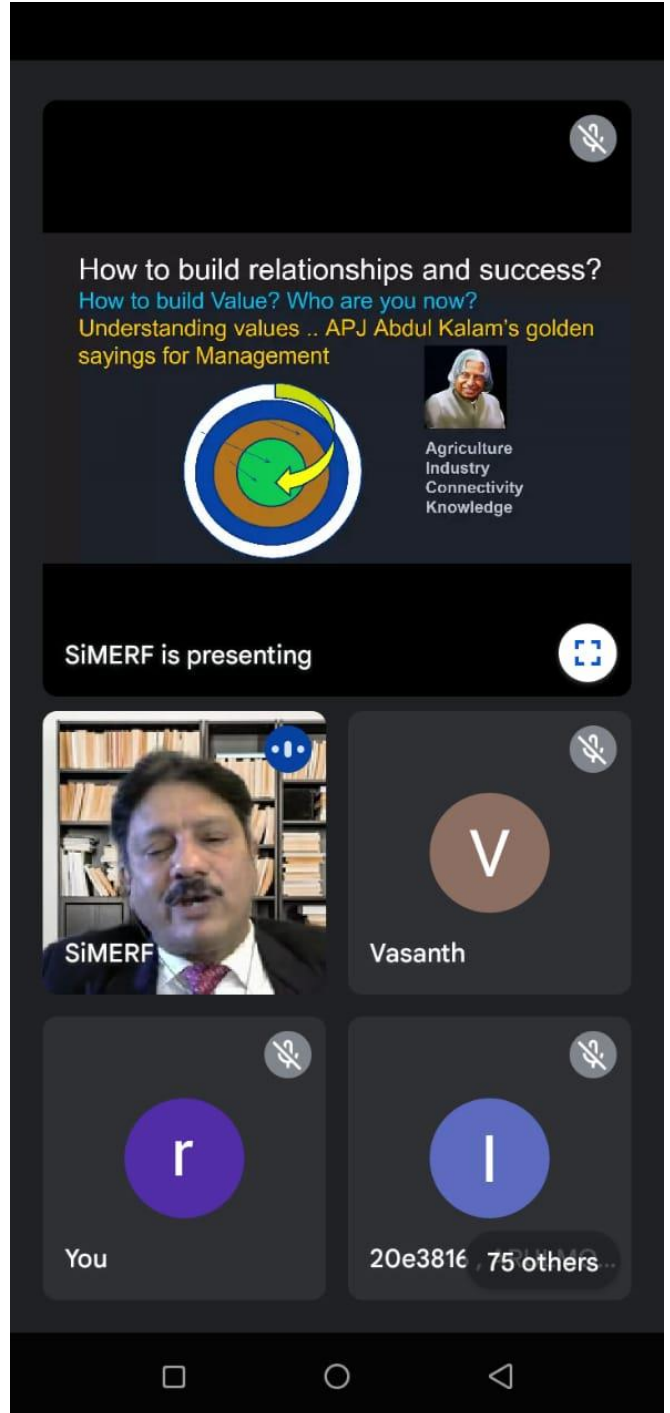 How to build relationships and success?
How to build Value? Who are you now?
Understanding values .. APJ Abdul Kalam's golden
sayings for Management
Agriculture
Industry
Connectivity
Knowledge
SiMERF is presenting
SiMERF
V
Vasanth
r
You
I
20e3816
75 others